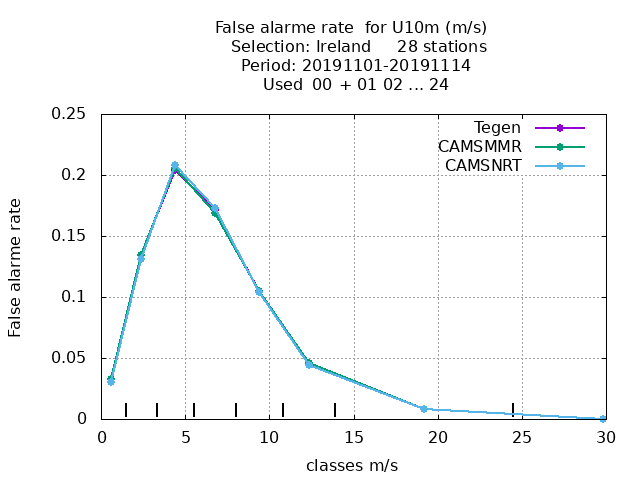 False alarme rate  for U10m (m/s)
Selection: Ireland     28 stations
Period: 20191101-20191114
Used  00 + 01 02 ... 24
0.25
0.2
0.15
0.1
0.05
0
False alarme rate
Tegen
CAMSMMR
CAMSNRT
0 5 10 15 20 25 30
classes m/s